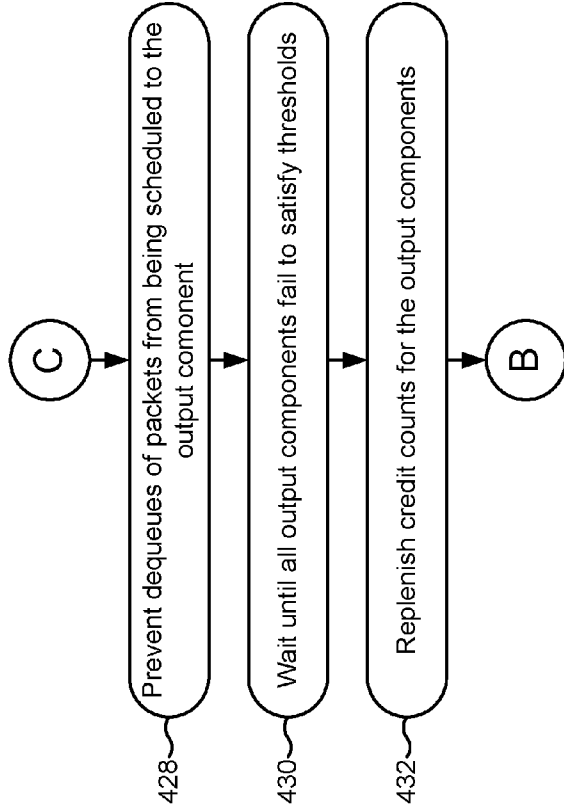 C
428
Prevent dequeues of packets from being scheduled to the
output comonent
430
Wait until all output components fail to satisfy thresholds
432
Replenish credit counts for the output components
B